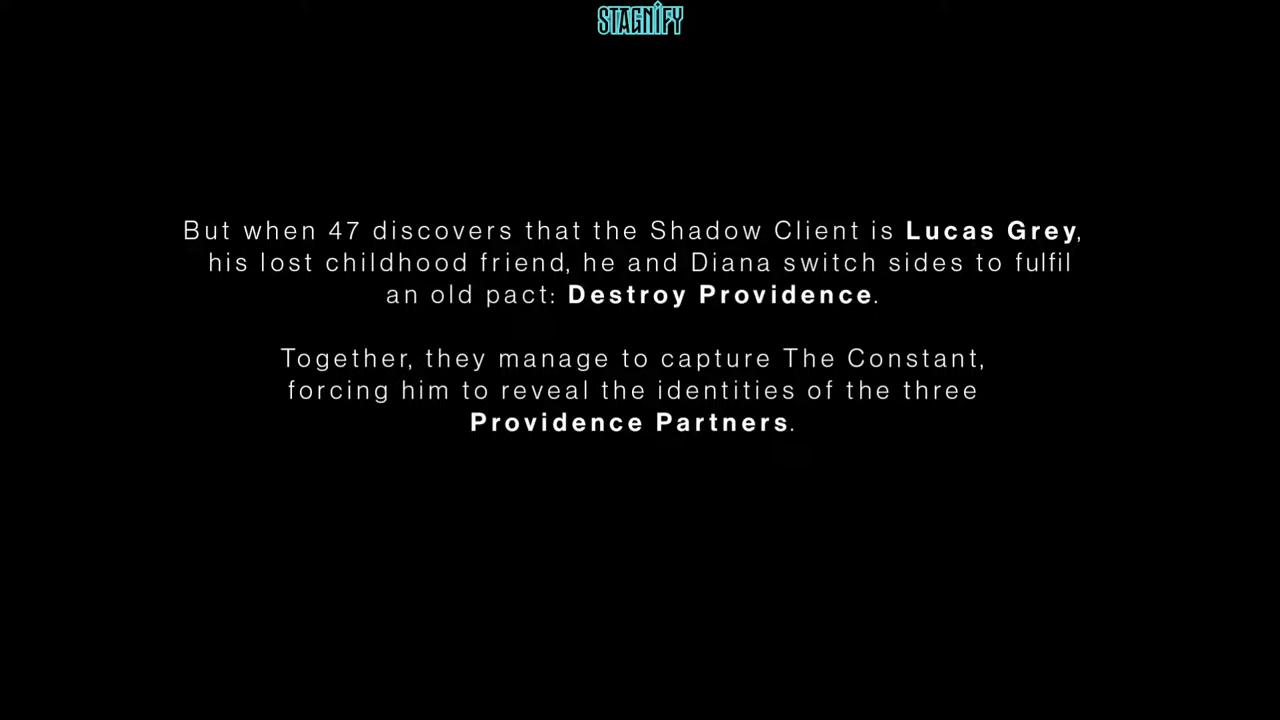 STAGNIFY
But when 47 discovers that the Shadow Client is Lucas Grey,
his lost childhood friend, he and Diana switch sides to fulfil
an old pact: Destroy Providence.
Together, they manage to capture The Constant,
forcing him to reveal the identities of the three
Providence Partners.